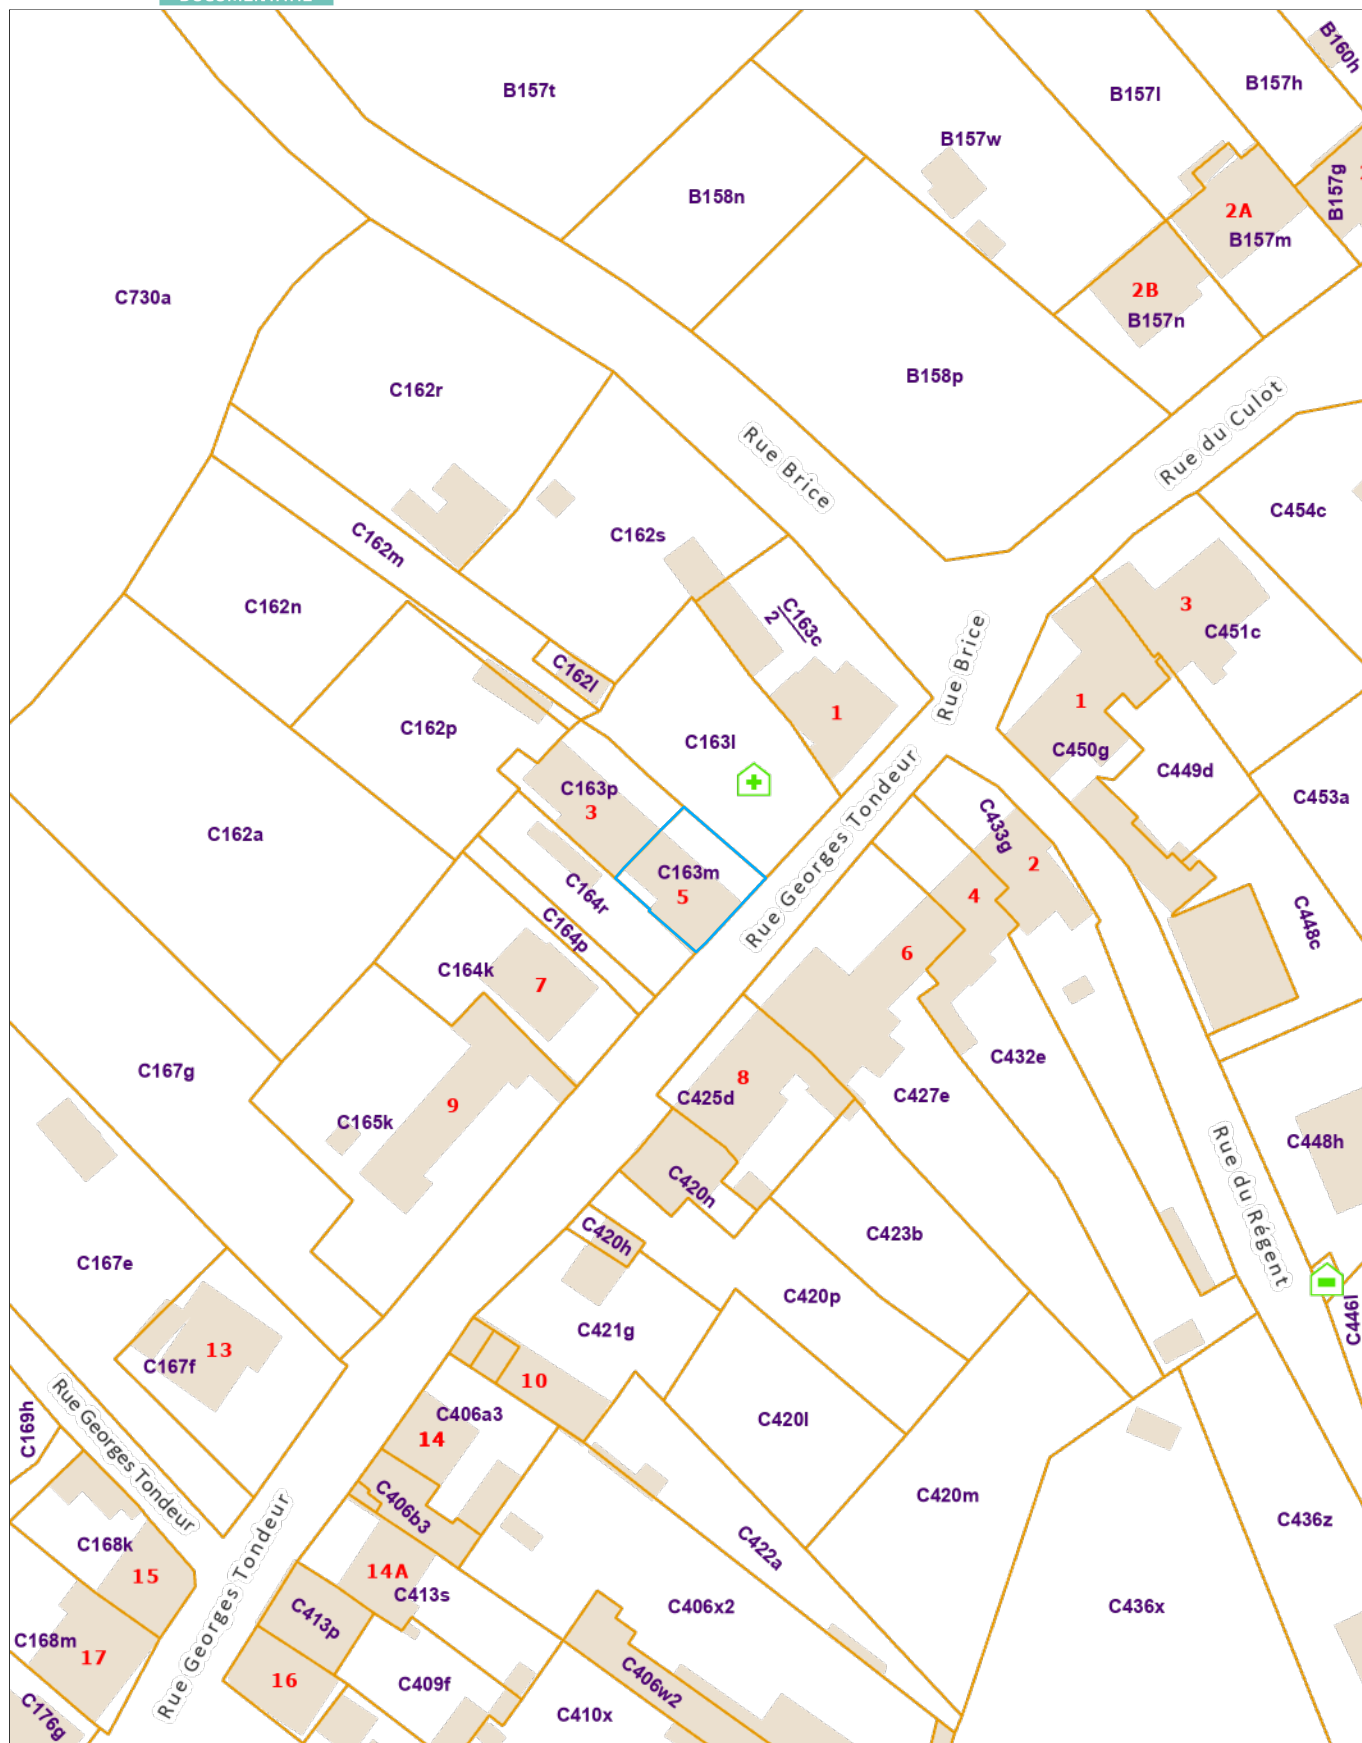 B160h
B157t
B157l
B157h
B157w
B158n
B157g
2A
B157m
C730a
2B
B157n
B158p
C162r
Rue du Culot
Rue Brice
C454c
C162s
C162m
C162n
C163c
2
3
C451c
Rue Brice
C162l
1
1
C162p
C163l
C450g
C449d
C163p
3
C453a
C433g
C162a
Rue Georges Tondeur
2
C163m
5
4
C164r
C448c
C164p
6
C164k
7
C432e
C167g
8
C425d
C427e
9
C165k
C448h
Rue du Régent
C420n
C420h
C423b
C167e
C420p
C446l
C421g
13
C167f
10
Rue Georges Tondeur
C406a3
14
C420l
C169h
C406b3
C420m
C436z
C168k
C422a
15
14A
C413s
Rue Georges Tondeur
C406x2
C436x
C413p
C168m
17
16
C409f
C406w2
C176g
C410x